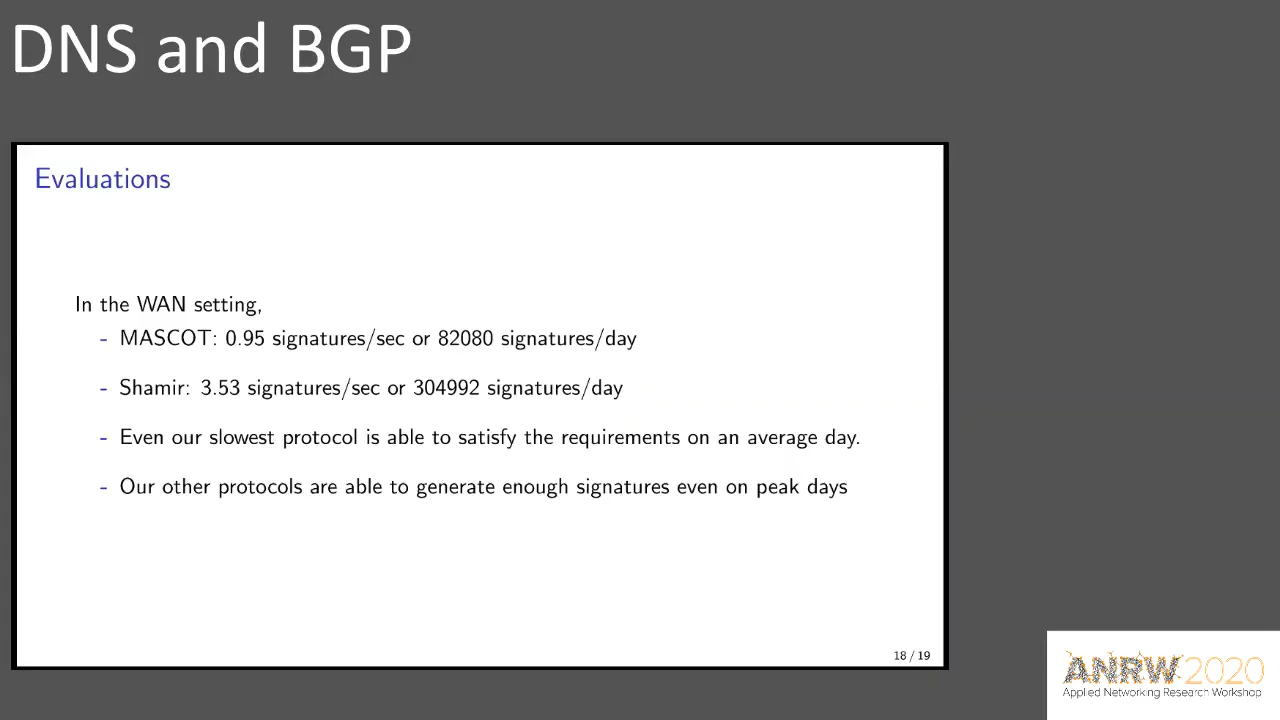 DNS and BGP
Evaluations
In the WAN setting,
- MASCOT: 0.95 signatures/sec or 82080 signatures/day
- Shamir: 3.53 signatures/sec or 304992 signatures/day
- Even our slowest protocol is able to satisfy the requirements on an average day.
- Our other protocols are able to generate enough signatures even on peak days
18 / 19
ANRW2020
Applied Networking Research Workshop